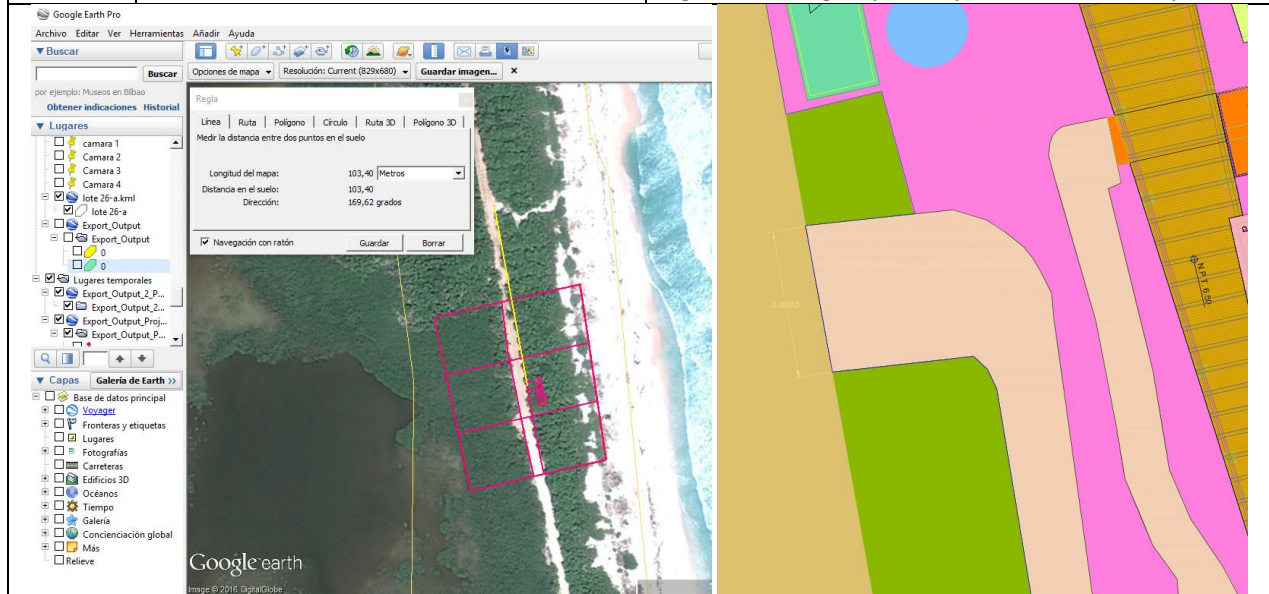 Google Earth Pro
Archivo Editar Ver Herramientas Añadir Ayuda
▼ Buscar
Buscar
por ejemplo: Museos en Bilbao
Obtener indicaciones Historial
▼ Lugares
camara 1
Camara 2
Camara 3
Camara 4
lote 26-a.kml
lote 26-a
Export_Output
Export_Output
0
0
Lugares temporales
Export_Output_2_P...
Export_Output_2...
Export_Output_Proj...
Export_Output_P...
▼ Capas Galería de Earth >>
Base de datos principal
Voyager
Fronteras y etiquetas
Lugares
Fotografías
Carreteras
Edificios 3D
Océanos
Tiempo
Galería
Concienciación global
Más
Relieve
Opciones de mapa Resolución: Current (829x680) Guardar imagen... ×
Regla
Línea Ruta Polígono Círculo Ruta 3D Polígono 3D
Medir la distancia entre dos puntos en el suelo
Longitud del mapa: 103,40 Metros
Distancia en el suelo: 103,40
Dirección: 169,62 grados
Navegación con ratón Guardar Borrar
Google earth
Image © 2016 DigitalGlobe
N.P.T 6.50